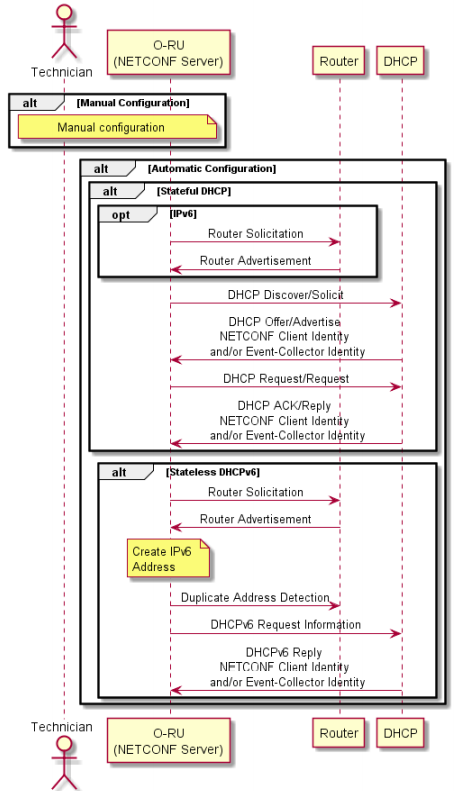 Technician
O-RU
(NETCONF Server)
Router
DHCP
alt
[Manual Configuration]
Manual configuration
alt
[Automatic Configuration]
alt
[Stateful DHCP]
opt
[IPv6]
Router Solicitation
Router Advertisement
DHCP Discover/Solicit
DHCP Offer/Advertise
NETCONF Client Identity
and/or Event-Collector Identity
DHCP Request/Request
DHCP ACK/Reply
NETCONF Client Identity
and/or Event-Collector Identity
alt
[Stateless DHCPv6]
Router Solicitation
Router Advertisement
Create IPv6
Address
Duplicate Address Detection
DHCPv6 Request Information
DHCPv6 Reply
NETCONF Client Identity
and/or Event-Collector Identity
Technician
O-RU
(NETCONF Server)
Router
DHCP